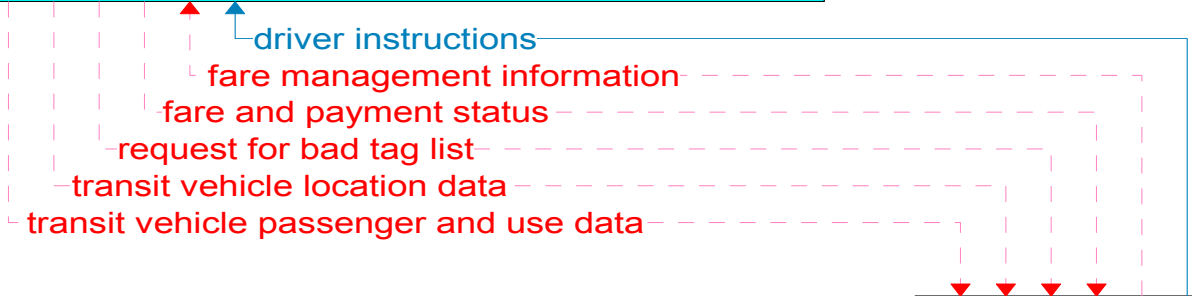 driver instructions
fare management information
fare and payment status
request for bad tag list
transit vehicle location data
transit vehicle passenger and use data